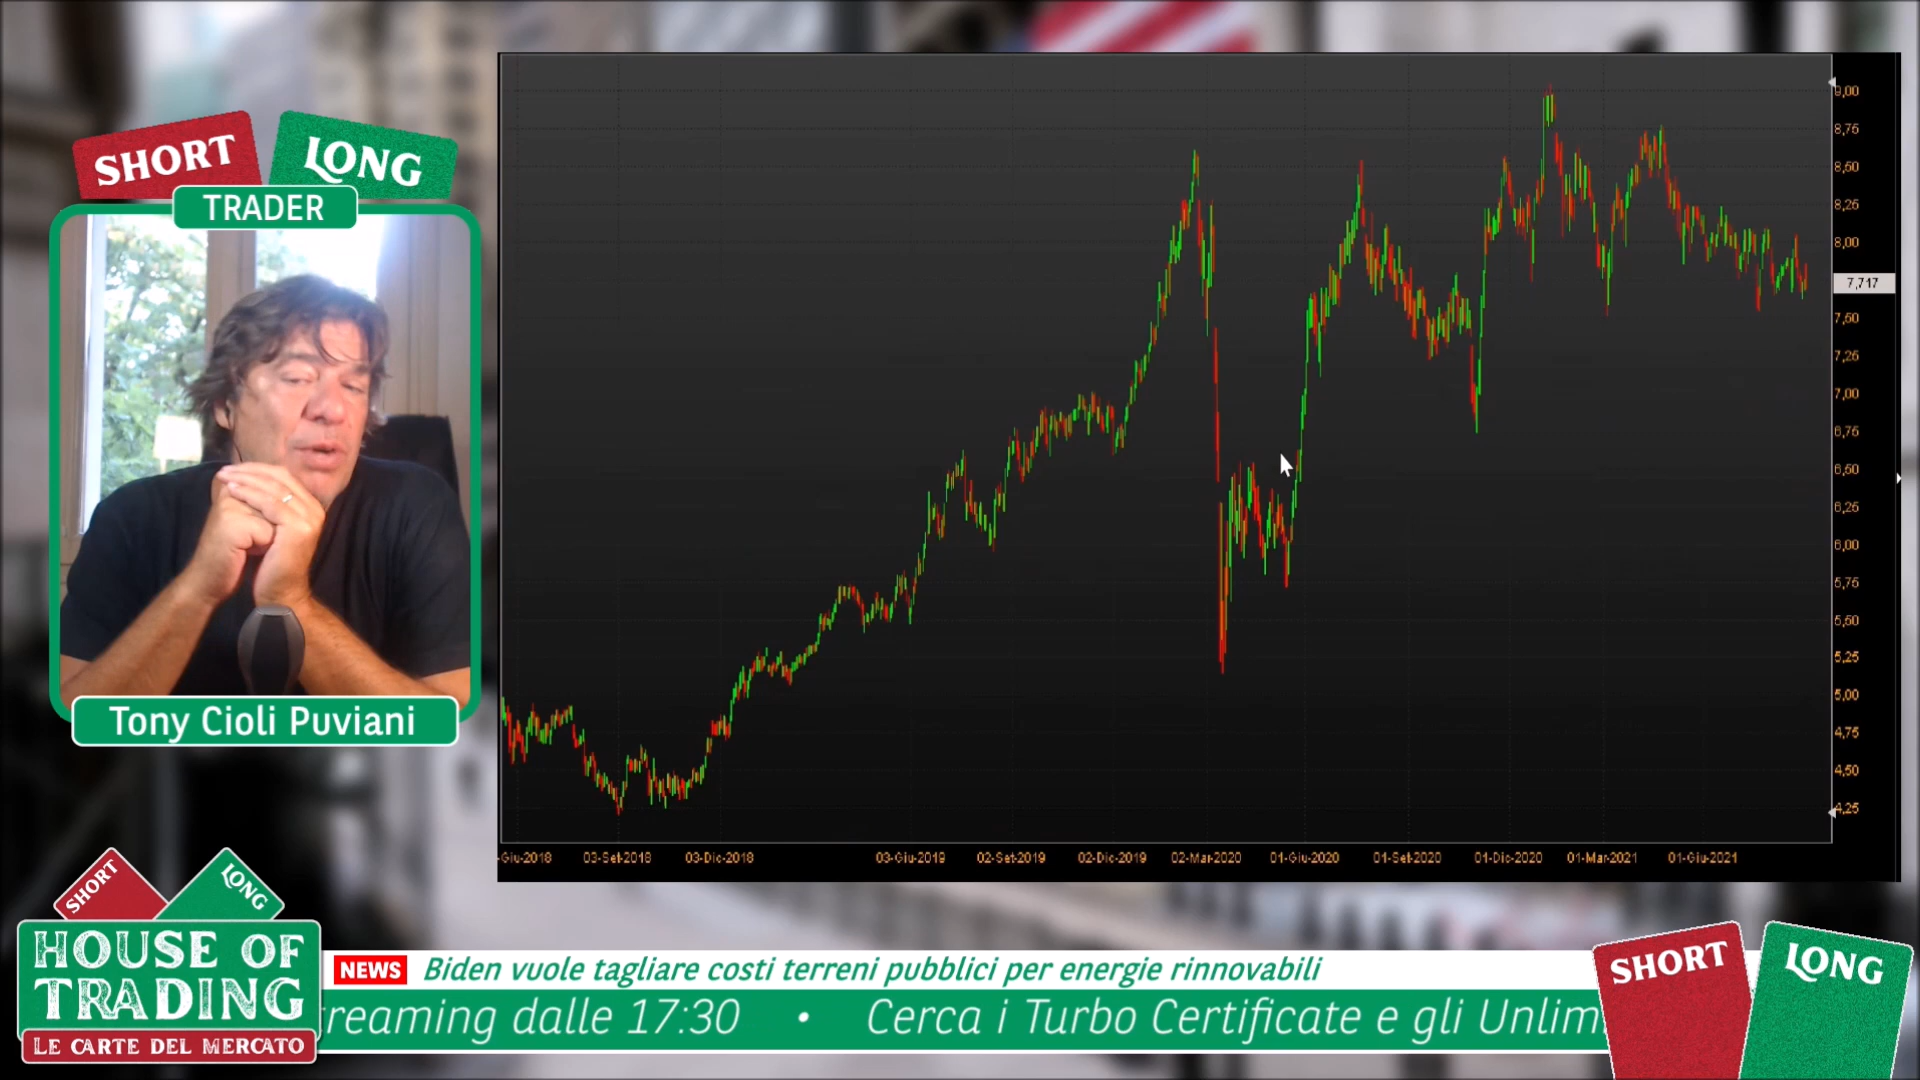 SHORT
LONG
TRADER
Tony Cioli Puviani
9,00
8,75
8,50
8,25
8,00
7,717
7,50
7,25
7,00
6,75
6,50
6,25
6,00
5,75
5,50
5,25
5,00
4,75
4,50
4,25
-Giu-2018
03-Set-2018
03-Dic-2018
03-Giu-2019
02-Set-2019
02-Dic-2019
02-Mar-2020
01-Giu-2020
01-Set-2020
01-Dic-2020
01-Mar-2021
01-Giu-2021
SHORT
LONG
HOUSE OF
TRADING
LE CARTE DEL MERCATO
NEWS Biden vuole tagliare costi terreni pubblici per energie rinnovabili
reaming dalle 17:30 • Cerca i Turbo Certificate e gli Unlim
SHORT
LONG